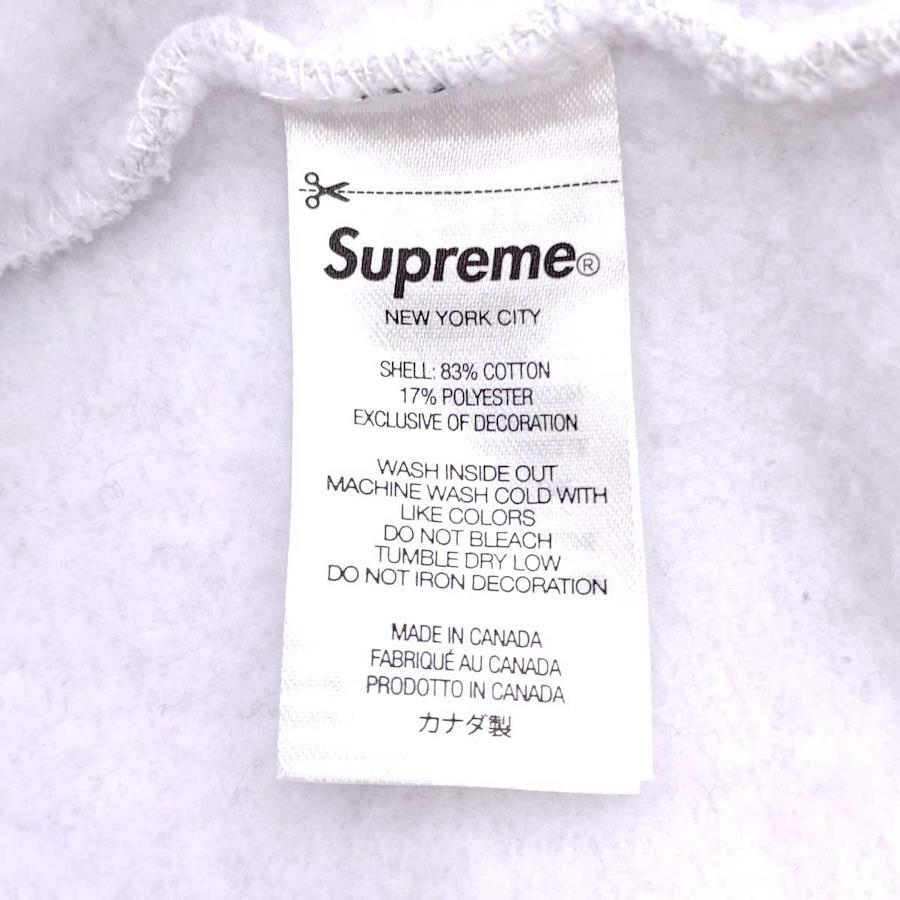 Supreme®
NEW YORK CITY
SHELL: 83% COTTON
17% POLYESTER
EXCLUSIVE OF DECORATION
WASH INSIDE OUT
MACHINE WASH COLD WITH
LIKE COLORS
DO NOT BLEACH
TUMBLE DRY LOW
DO NOT IRON DECORATION
MADE IN CANADA
FABRIQUÉ AU CANADA
PRODOTTO IN CANADA
カナダ製